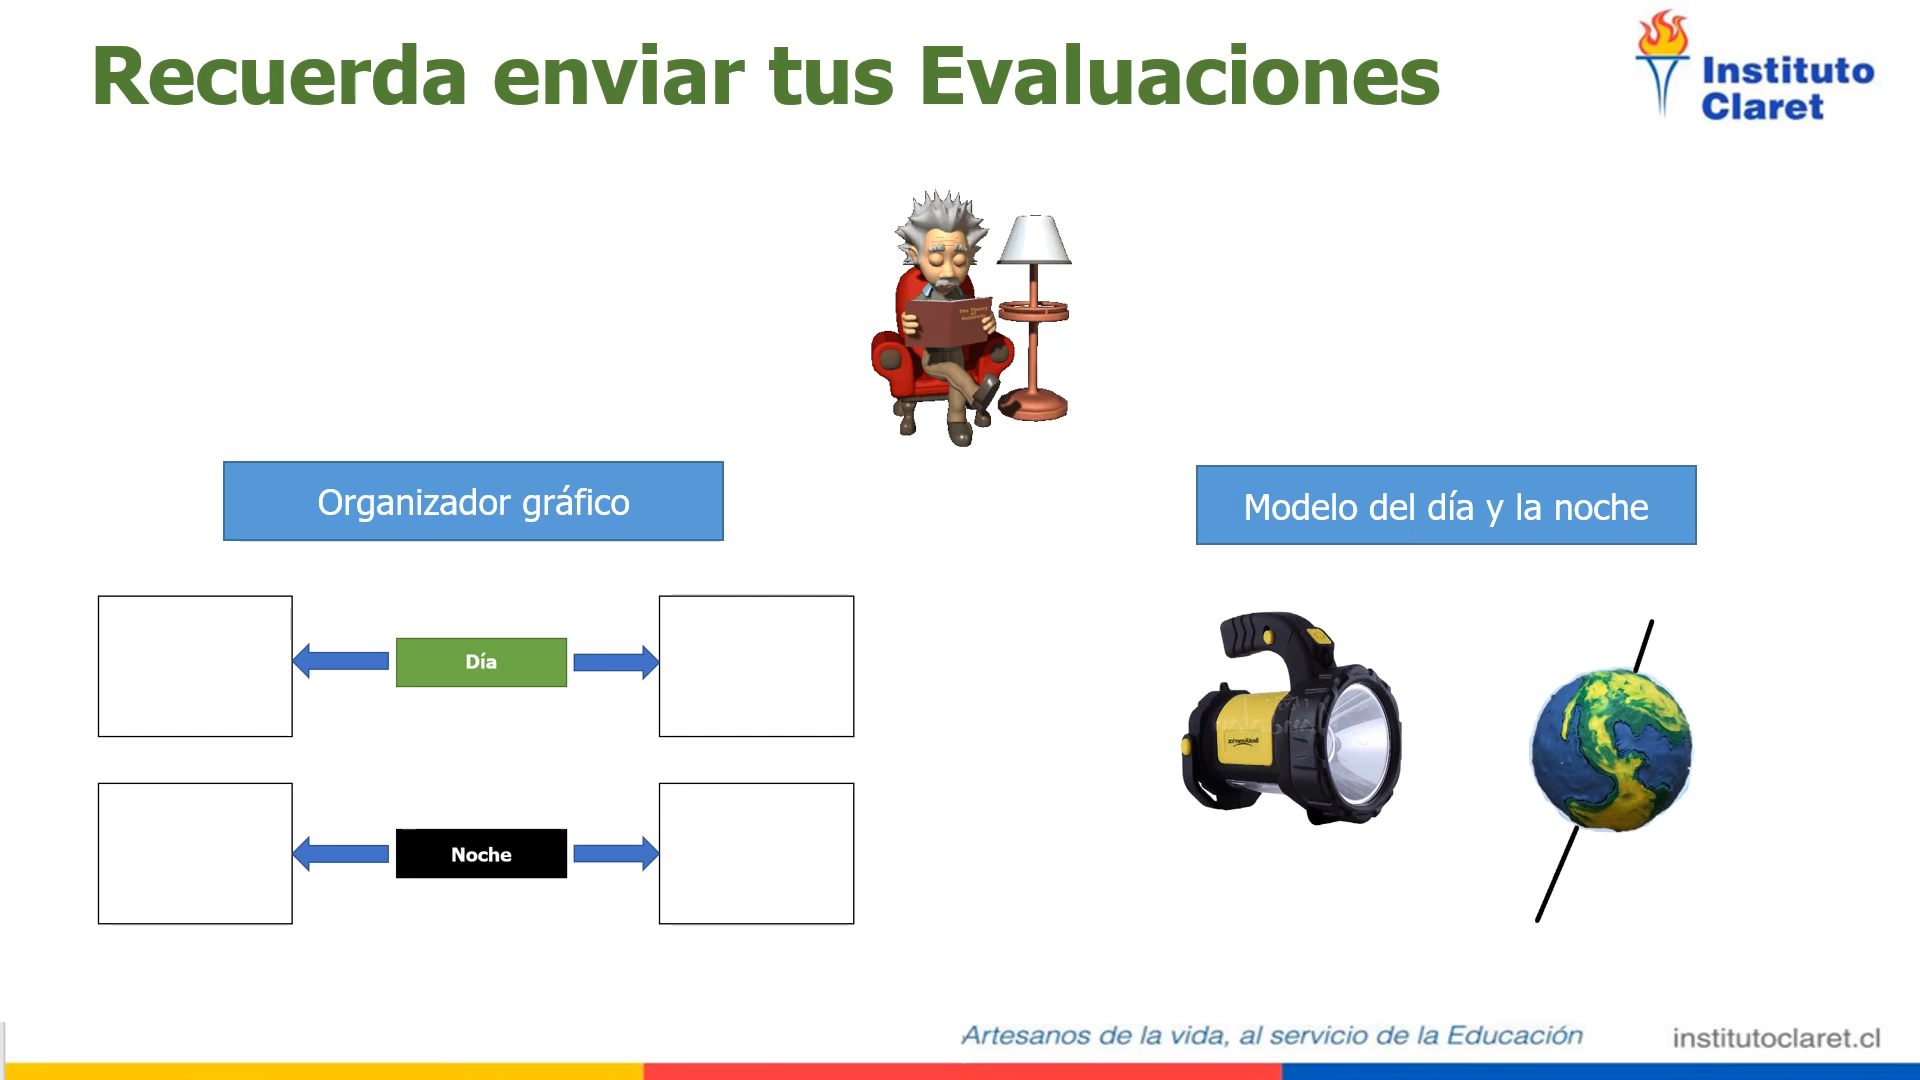 Recuerda enviar tus Evaluaciones
Instituto
Claret
Organizador gráfico
Modelo del día y la noche
Día
Noche
Artesanos de la vida, al servicio de la Educación
institutoclaret.cl